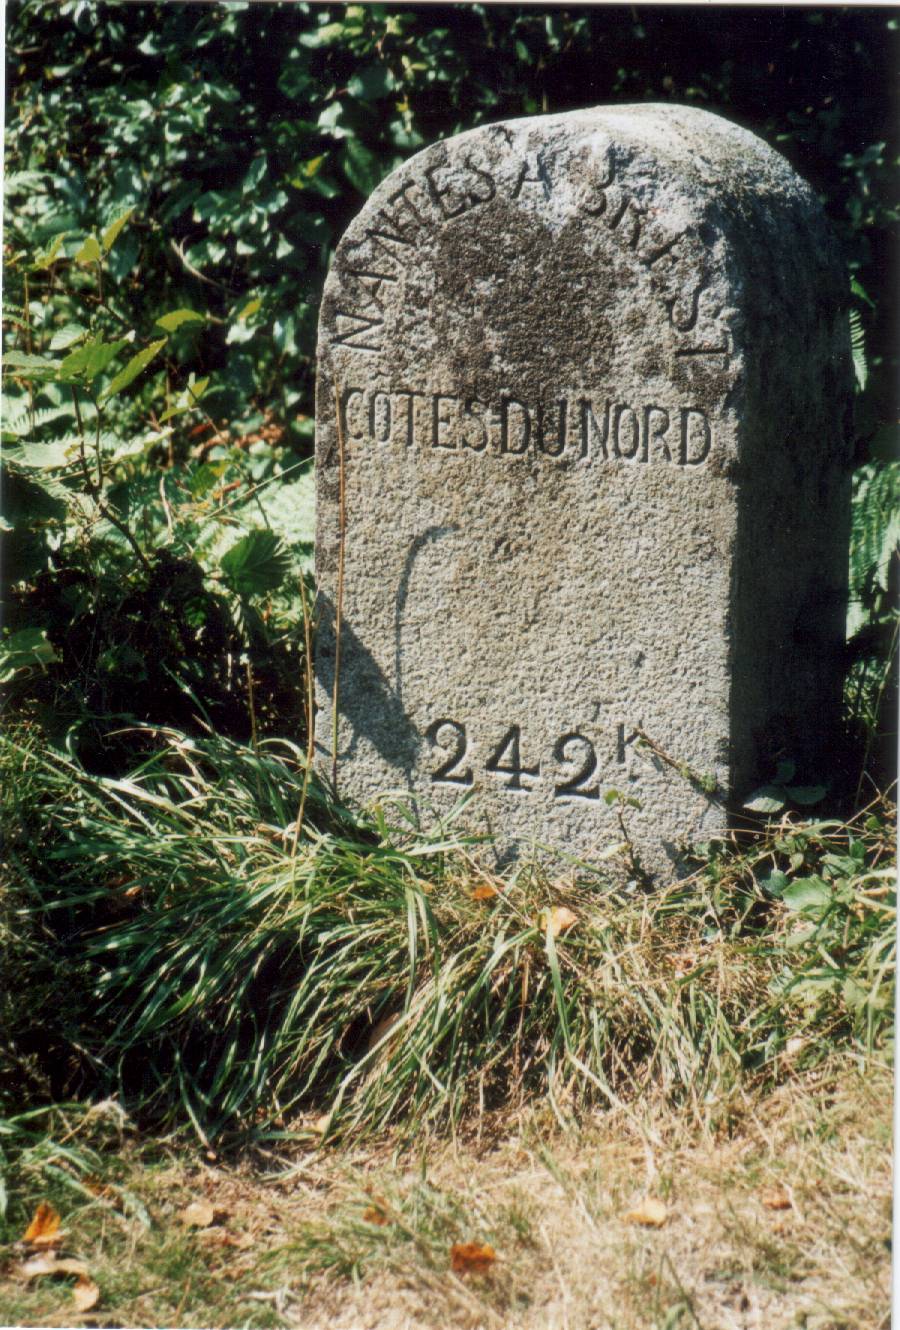 NANTES À BREST
COTES·DU·NORD
242K